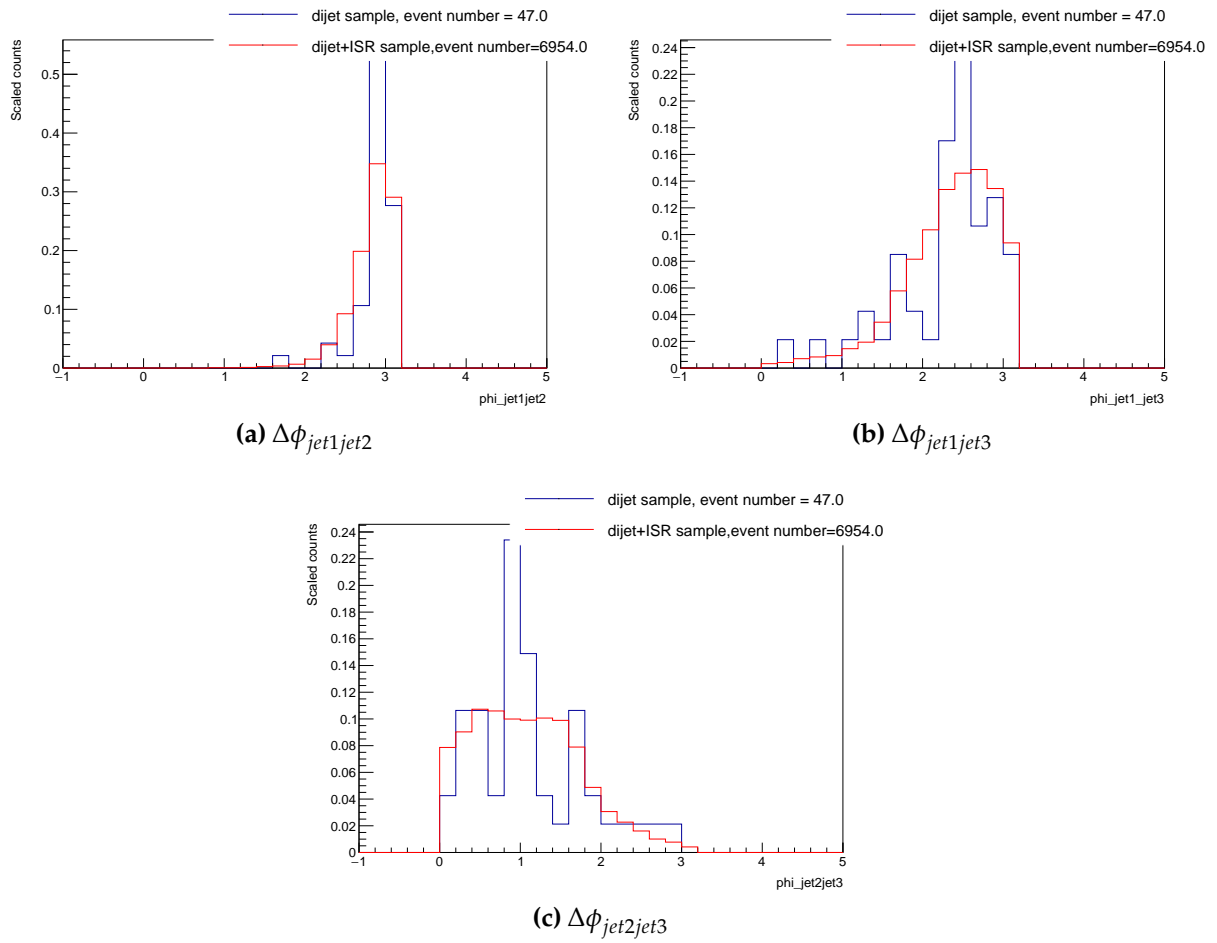 dijet sample, event number = 47.0
dijet+ISR sample,event number=6954.0
Scaled counts
0.5
0.4
0.3
0.2
0.1
0
−1 0 1 2 3 4 5
phi_jet1jet2
(a) Δϕjet1jet2
dijet sample, event number = 47.0
dijet+ISR sample,event number=6954.0
Scaled counts
0.24
0.22
0.2
0.18
0.16
0.14
0.12
0.1
0.08
0.06
0.04
0.02
0
−1 0 1 2 3 4 5
phi_jet1_jet3
(b) Δϕjet1jet3
dijet sample, event number = 47.0
dijet+ISR sample,event number=6954.0
Scaled counts
0.24
0.22
0.2
0.18
0.16
0.14
0.12
0.1
0.08
0.06
0.04
0.02
0
−1 0 1 2 3 4 5
phi_jet2jet3
(c) Δϕjet2jet3